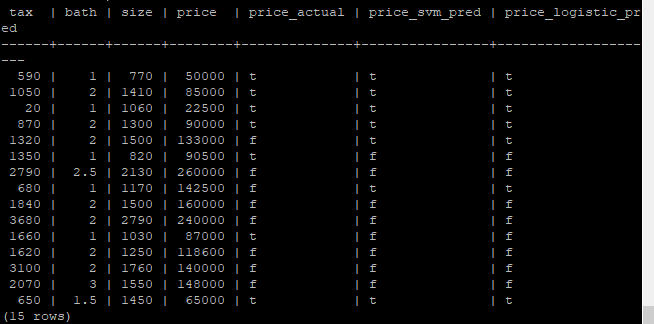 tax  | bath | size | price  | price_actual | price_svm_pred | price_logistic_pr
ed
------+------+------+--------+--------------+----------------+------------------
---
  590 |    1 |  770 |  50000 | t            | t              | t
 1050 |    2 | 1410 |  85000 | t            | t              | t
   20 |    1 | 1060 |  22500 | t            | t              | t
  870 |    2 | 1300 |  90000 | t            | t              | t
 1320 |    2 | 1500 | 133000 | f            | t              | t
 1350 |    1 |  820 |  90500 | t            | f              | f
 2790 |  2.5 | 2130 | 260000 | f            | f              | f
  680 |    1 | 1170 | 142500 | f            | t              | t
 1840 |    2 | 1500 | 160000 | f            | f              | f
 3680 |    2 | 2790 | 240000 | f            | f              | f
 1660 |    1 | 1030 |  87000 | t            | f              | f
 1620 |    2 | 1250 | 118600 | f            | f              | f
 3100 |    2 | 1760 | 140000 | f            | f              | f
 2070 |    3 | 1550 | 148000 | f            | f              | f
  650 |  1.5 | 1450 |  65000 | t            | t              | t
(15 rows)